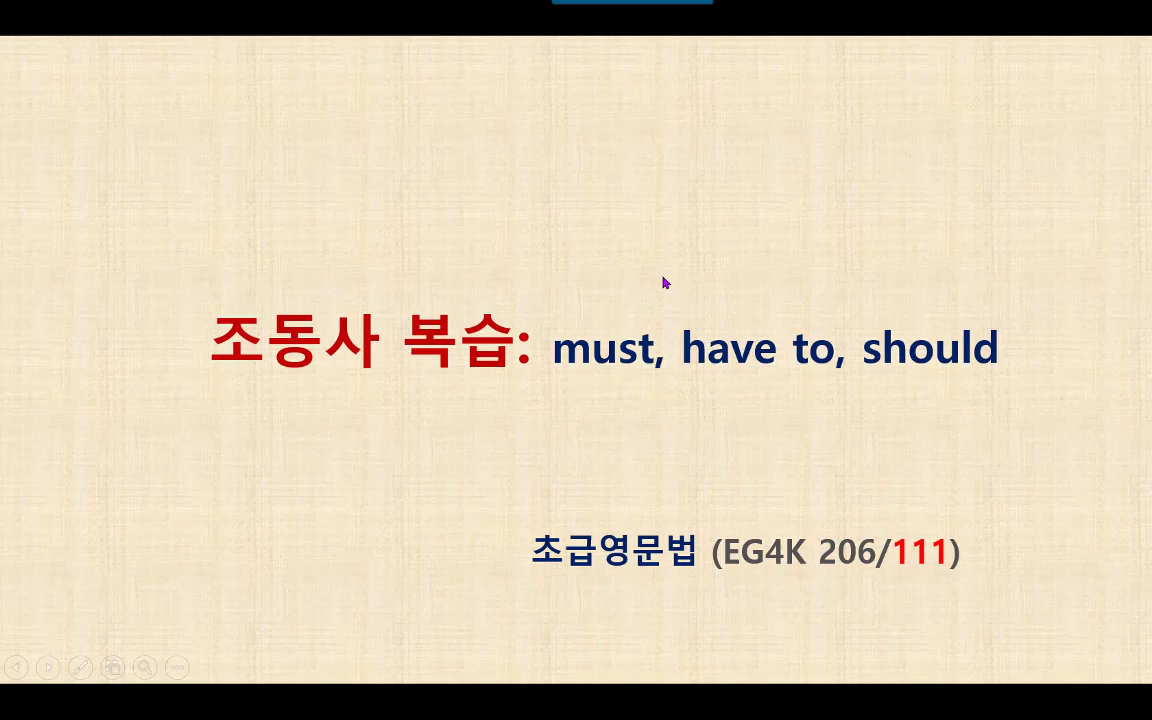 조동사 복습: must, have to, should
초급영문법 (EG4K 206/111)